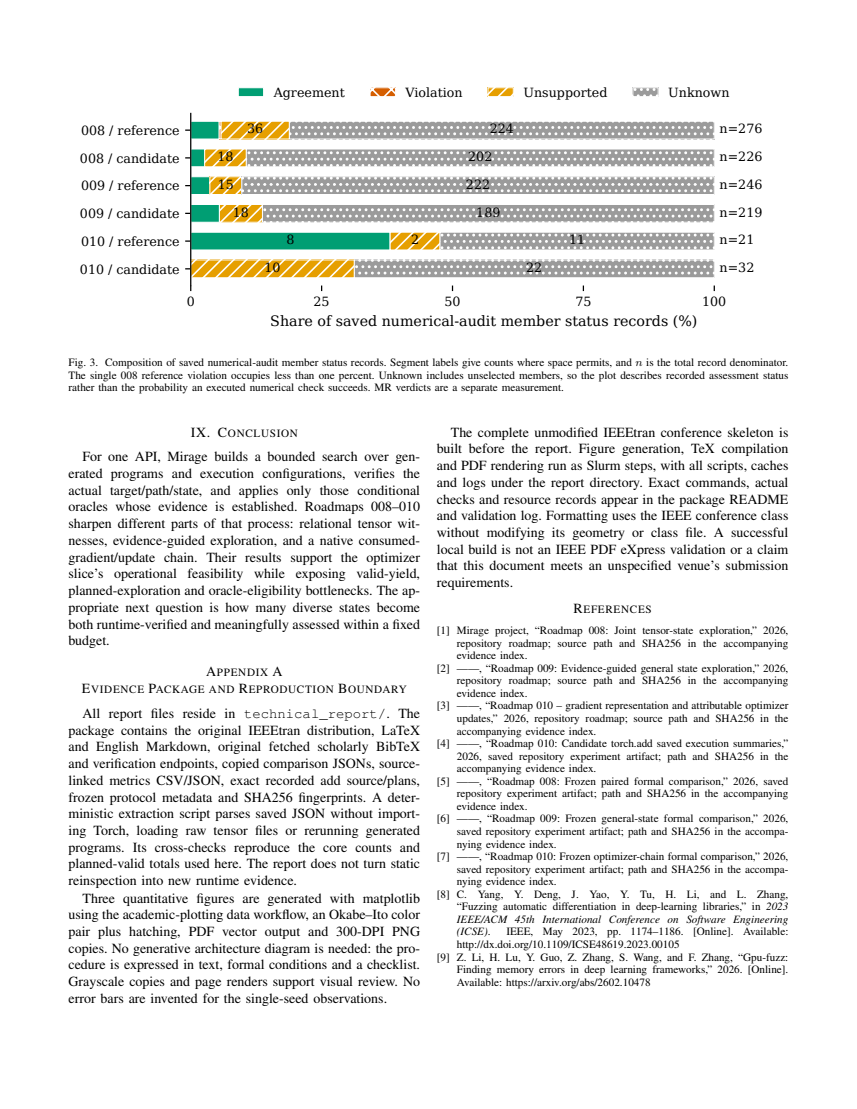 Agreement Violation Unsupported Unknown
008 / reference 36 224 n=276
008 / candidate 18 202 n=226
009 / reference 15 222 n=246
009 / candidate 18 189 n=219
010 / reference 8 2 11 n=21
010 / candidate 10 22 n=32
0 25 50 75 100
Share of saved numerical-audit member status records (%)
Fig. 3. Composition of saved numerical-audit member status records. Segment labels give counts where space permits, and n is the total record denominator.
The single 008 reference violation occupies less than one percent. Unknown includes unselected members, so the plot describes recorded assessment status
rather than the probability an executed numerical check succeeds. MR verdicts are a separate measurement.
IX. Conclusion
For one API, Mirage builds a bounded search over gen-
erated programs and execution configurations, verifies the
actual target/path/state, and applies only those conditional
oracles whose evidence is established. Roadmaps 008–010
sharpen different parts of that process: relational tensor wit-
nesses, evidence-guided exploration, and a native consumed-
gradient/update chain. Their results support the optimizer
slice's operational feasibility while exposing valid-yield,
planned-exploration and oracle-eligibility bottlenecks. The ap-
propriate next question is how many diverse states become
both runtime-verified and meaningfully assessed within a fixed
budget.
Appendix A
Evidence Package and Reproduction Boundary
All report files reside in technical_report/. The
package contains the original IEEEtran distribution, LaTeX
and English Markdown, original fetched scholarly BibTeX
and verification endpoints, copied comparison JSONs, source-
linked metrics CSV/JSON, exact recorded add source/plans,
frozen protocol metadata and SHA256 fingerprints. A deter-
ministic extraction script parses saved JSON without import-
ing Torch, loading raw tensor files or rerunning generated
programs. Its cross-checks reproduce the core counts and
planned-valid totals used here. The report does not turn static
reinspection into new runtime evidence.
Three quantitative figures are generated with matplotlib
using the academic-plotting data workflow, an Okabe–Ito color
pair plus hatching, PDF vector output and 300-DPI PNG
copies. No generative architecture diagram is needed: the pro-
cedure is expressed in text, formal conditions and a checklist.
Grayscale copies and page renders support visual review. No
error bars are invented for the single-seed observations.
The complete unmodified IEEEtran conference skeleton is
built before the report. Figure generation, TeX compilation
and PDF rendering run as Slurm steps, with all scripts, caches
and logs under the report directory. Exact commands, actual
checks and resource records appear in the package README
and validation log. Formatting uses the IEEE conference class
without modifying its geometry or class file. A successful
local build is not an IEEE PDF eXpress validation or a claim
that this document meets an unspecified venue's submission
requirements.
References
[1] Mirage project, “Roadmap 008: Joint tensor-state exploration,” 2026,
repository roadmap; source path and SHA256 in the accompanying
evidence index.
[2] ——, “Roadmap 009: Evidence-guided general state exploration,” 2026,
repository roadmap; source path and SHA256 in the accompanying
evidence index.
[3] ——, “Roadmap 010 – gradient representation and attributable optimizer
updates,” 2026, repository roadmap; source path and SHA256 in the
accompanying evidence index.
[4] ——, “Roadmap 010: Candidate torch.add saved execution summaries,”
2026, saved repository experiment artifact; path and SHA256 in the
accompanying evidence index.
[5] ——, “Roadmap 008: Frozen paired formal comparison,” 2026, saved
repository experiment artifact; path and SHA256 in the accompanying
evidence index.
[6] ——, “Roadmap 009: Frozen general-state formal comparison,” 2026,
saved repository experiment artifact; path and SHA256 in the accompa-
nying evidence index.
[7] ——, “Roadmap 010: Frozen optimizer-chain formal comparison,” 2026,
saved repository experiment artifact; path and SHA256 in the accompa-
nying evidence index.
[8] C. Yang, Y. Deng, J. Yao, Y. Tu, H. Li, and L. Zhang,
“Fuzzing automatic differentiation in deep-learning libraries,” in 2023
IEEE/ACM 45th International Conference on Software Engineering
(ICSE). IEEE, May 2023, pp. 1174–1186. [Online]. Available:
http://dx.doi.org/10.1109/ICSE48619.2023.00105
[9] Z. Li, H. Lu, Y. Guo, Z. Zhang, S. Wang, and F. Zhang, “Gpu-fuzz:
Finding memory errors in deep learning frameworks,” 2026. [Online].
Available: https://arxiv.org/abs/2602.10478